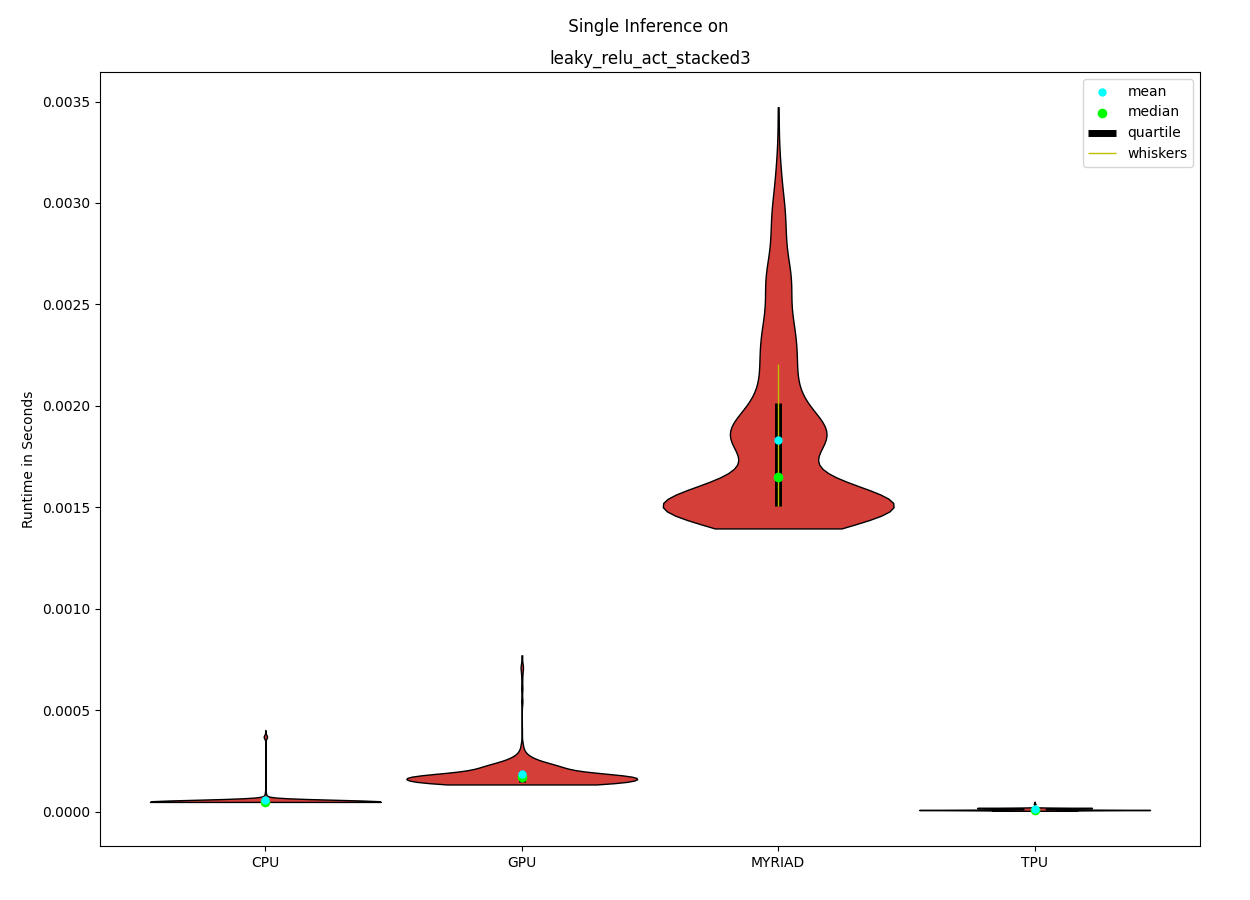 Single Inference on
leaky_relu_act_stacked3
mean
median
quartile
whiskers
0.0035
0.0030
0.0025
0.0020
0.0015
0.0010
0.0005
0.0000
Runtime in Seconds
CPU
GPU
MYRIAD
TPU